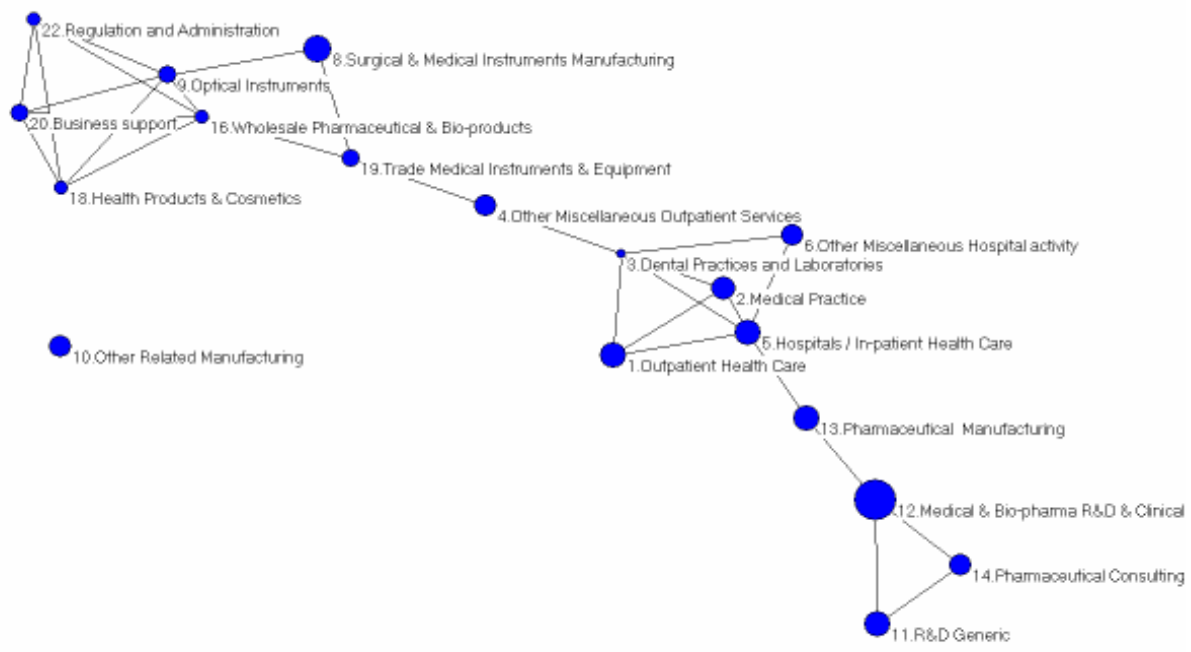 22.Regulation and Administration
8.Surgical & Medical Instruments Manufacturing
9.Optical Instruments
20.Business support
16.Wholesale Pharmaceutical & Bio-products
19.Trade Medical Instruments & Equipment
18.Health Products & Cosmetics
4.Other Miscellaneous Outpatient Services
6.Other Miscellaneous Hospital activity
3.Dental Practices and Laboratories
2.Medical Practice
5.Hospitals / In-patient Health Care
10.Other Related Manufacturing
1.Outpatient Health Care
13.Pharmaceutical Manufacturing
12.Medical & Bio-pharma R&D & Clinical
14.Pharmaceutical Consulting
11.R&D Generic